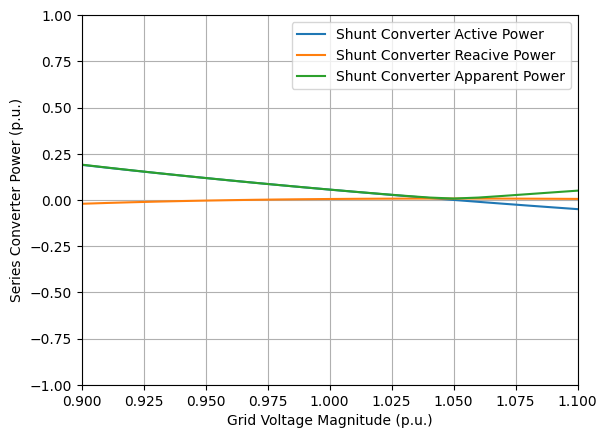 1.00
0.75
0.50
0.25
0.00
−0.25
−0.50
−0.75
−1.00
Series Converter Power (p.u.)
Shunt Converter Active Power
Shunt Converter Reacive Power
Shunt Converter Apparent Power
0.900 0.925 0.950 0.975 1.000 1.025 1.050 1.075 1.100
Grid Voltage Magnitude (p.u.)